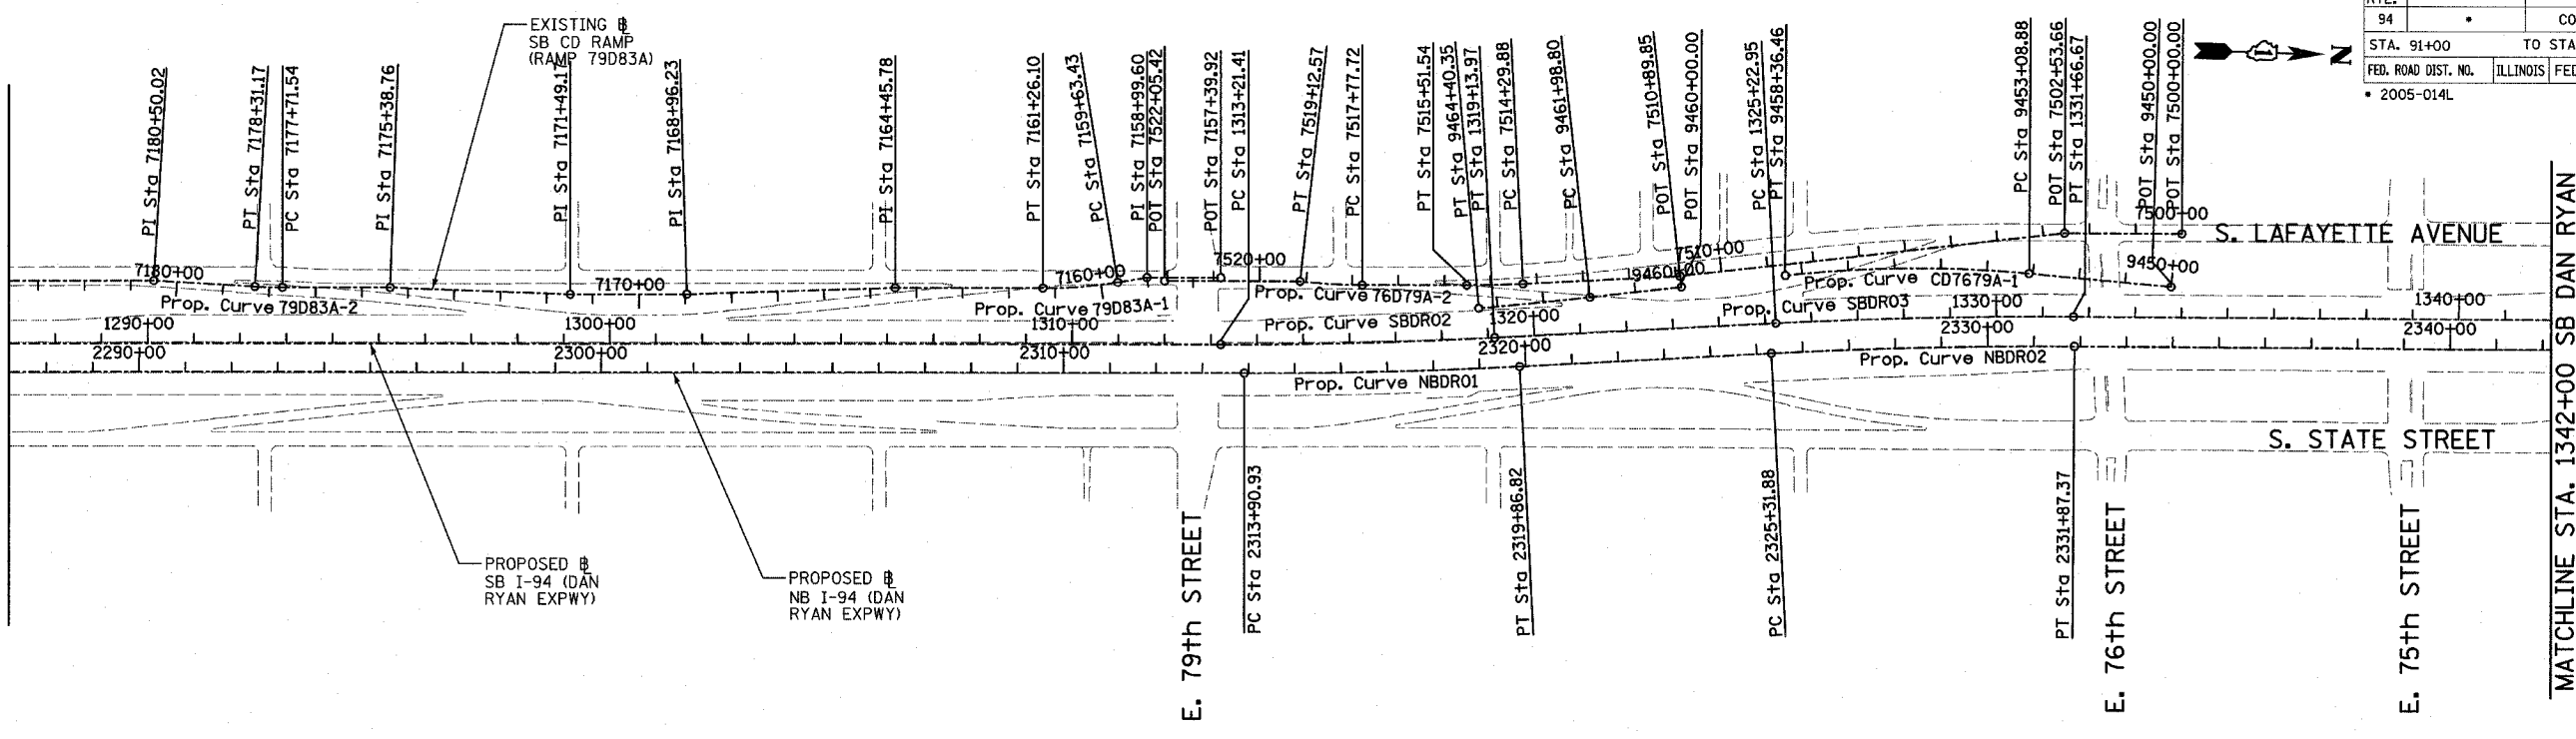 EXISTING B̲L
SB CD RAMP
(RAMP 79D83A)
PI Sta 7180+50.02
PT Sta 7178+31.17
PC Sta 7177+71.54
PI Sta 7175+38.76
PI Sta 7171+49.17
PI Sta 7168+96.23
PI Sta 7164+45.78
PT Sta 7161+26.10
PC Sta 7159+63.43
PI Sta 7158+99.60
POT Sta 7522+05.42
POT Sta 7157+39.92
PC Sta 1313+21.41
PT Sta 7519+12.57
PC Sta 7517+77.72
PT Sta 7515+51.54
PT Sta 9464+40.35
PT Sta 1319+13.97
PC Sta 7514+29.88
PC Sta 9461+98.80
POT Sta 7510+89.85
POT Sta 9460+00.00
PC Sta 1325+22.95
PT Sta 9458+36.46
PC Sta 9453+08.88
POT Sta 7502+53.66
PT Sta 1331+66.67
POT Sta 9450+00.00
POT Sta 7500+00.00
N
RTE.
94 • CO
STA. 91+00 TO STA
FED. ROAD DIST. NO. ILLINOIS FED
• 2005-014L
7180+00
7170+00
7160+00
7520+00
7510+00
7500+00
9460+00
9450+00
S. LAFAYETTE AVENUE
Prop. Curve 79D83A-2
Prop. Curve 79D83A-1
Prop. Curve 76D79A-2
Prop. Curve CD7679A-1
Prop. Curve SBDR02
Prop. Curve SBDR03
1290+00
1300+00
1310+00
1320+00
1330+00
1340+00
2290+00
2300+00
2310+00
2320+00
2330+00
2340+00
Prop. Curve NBDR01
Prop. Curve NBDR02
S. STATE STREET
PROPOSED BL
SB I-94 (DAN
RYAN EXPWY)
PROPOSED BL
NB I-94 (DAN
RYAN EXPWY)
E. 79th STREET
PC Sta 2313+90.93
PT Sta 2319+86.82
PC Sta 2325+31.88
PT Sta 2331+87.37
E. 76th STREET
E. 75th STREET
MATCHLINE STA. 1342+00 SB DAN RYAN